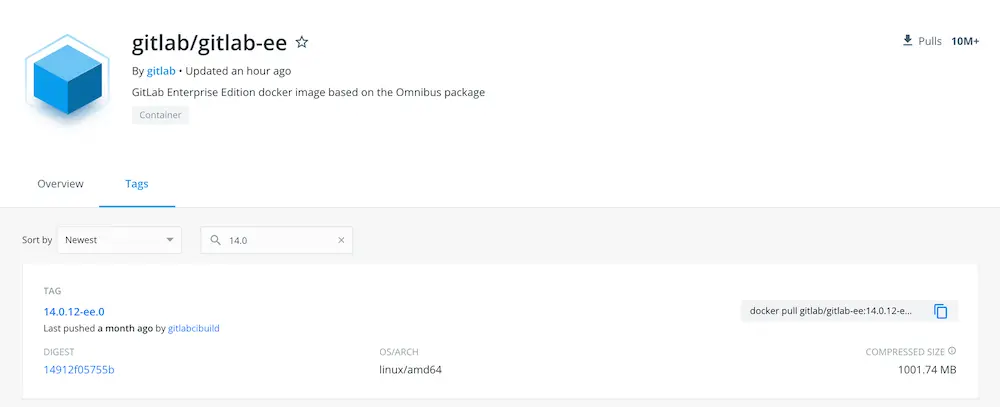 gitlab/gitlab-ee
Pulls 10M+
By gitlab • Updated an hour ago
GitLab Enterprise Edition docker image based on the Omnibus package
Container
Overview
Tags
Sort by
Newest
14.0
TAG
14.0.12-ee.0
Last pushed a month ago by gitlabcibuild
docker pull gitlab/gitlab-ee:14.0.12-e...
DIGEST
OS/ARCH
COMPRESSED SIZE
14912f05755b
linux/amd64
1001.74 MB